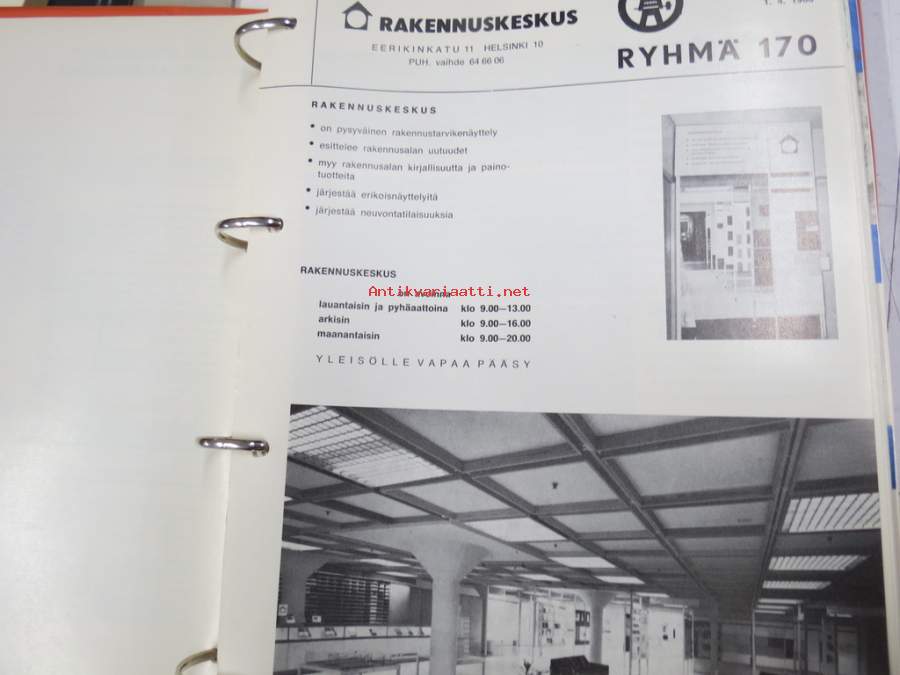 RAKENNUSKESKUS
EERIKINKATU 11 HELSINKI 10
PUH. vaihde 64 66 06
RYHMÄ 170
RAKENNUSKESKUS
• on pysyväinen rakennustarvikenäyttely
• esittelee rakennusalan uutuudet
• myy rakennusalan kirjallisuutta ja paino-
tuotteita
• järjestää erikoisnäyttelyitä
• järjestää neuvontatilaisuuksia
RAKENNUSKESKUS
on avoinna
Antikvariaatti.net
lauantaisin ja pyhäaattoina klo 9.00—13.00
arkisin klo 9.00—16.00
maanantaisin klo 9.00—20.00
YLEISÖLLE VAPAA PÄÄSY